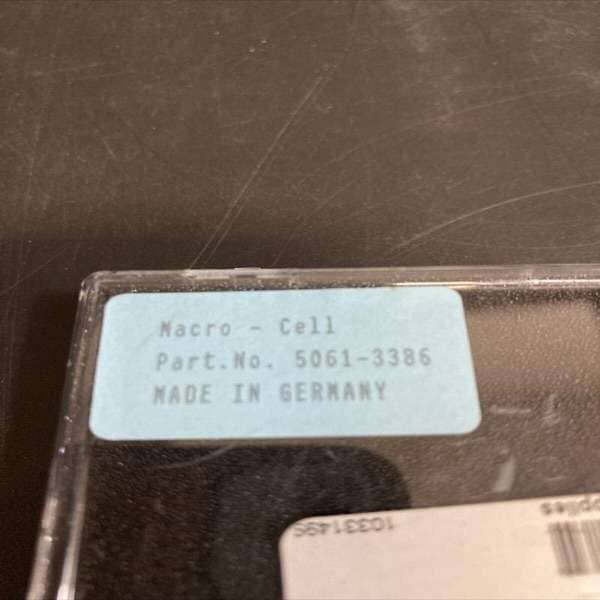 Macro - Cell
Part.No. 5061-3386
MADE IN GERMANY